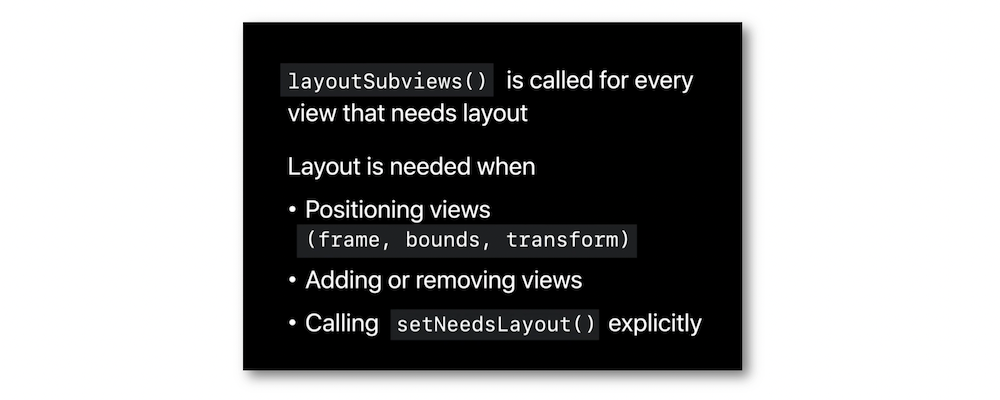 layoutSubviews() is called for every
view that needs layout
Layout is needed when
• Positioning views
(frame, bounds, transform)
• Adding or removing views
• Calling setNeedsLayout() explicitly